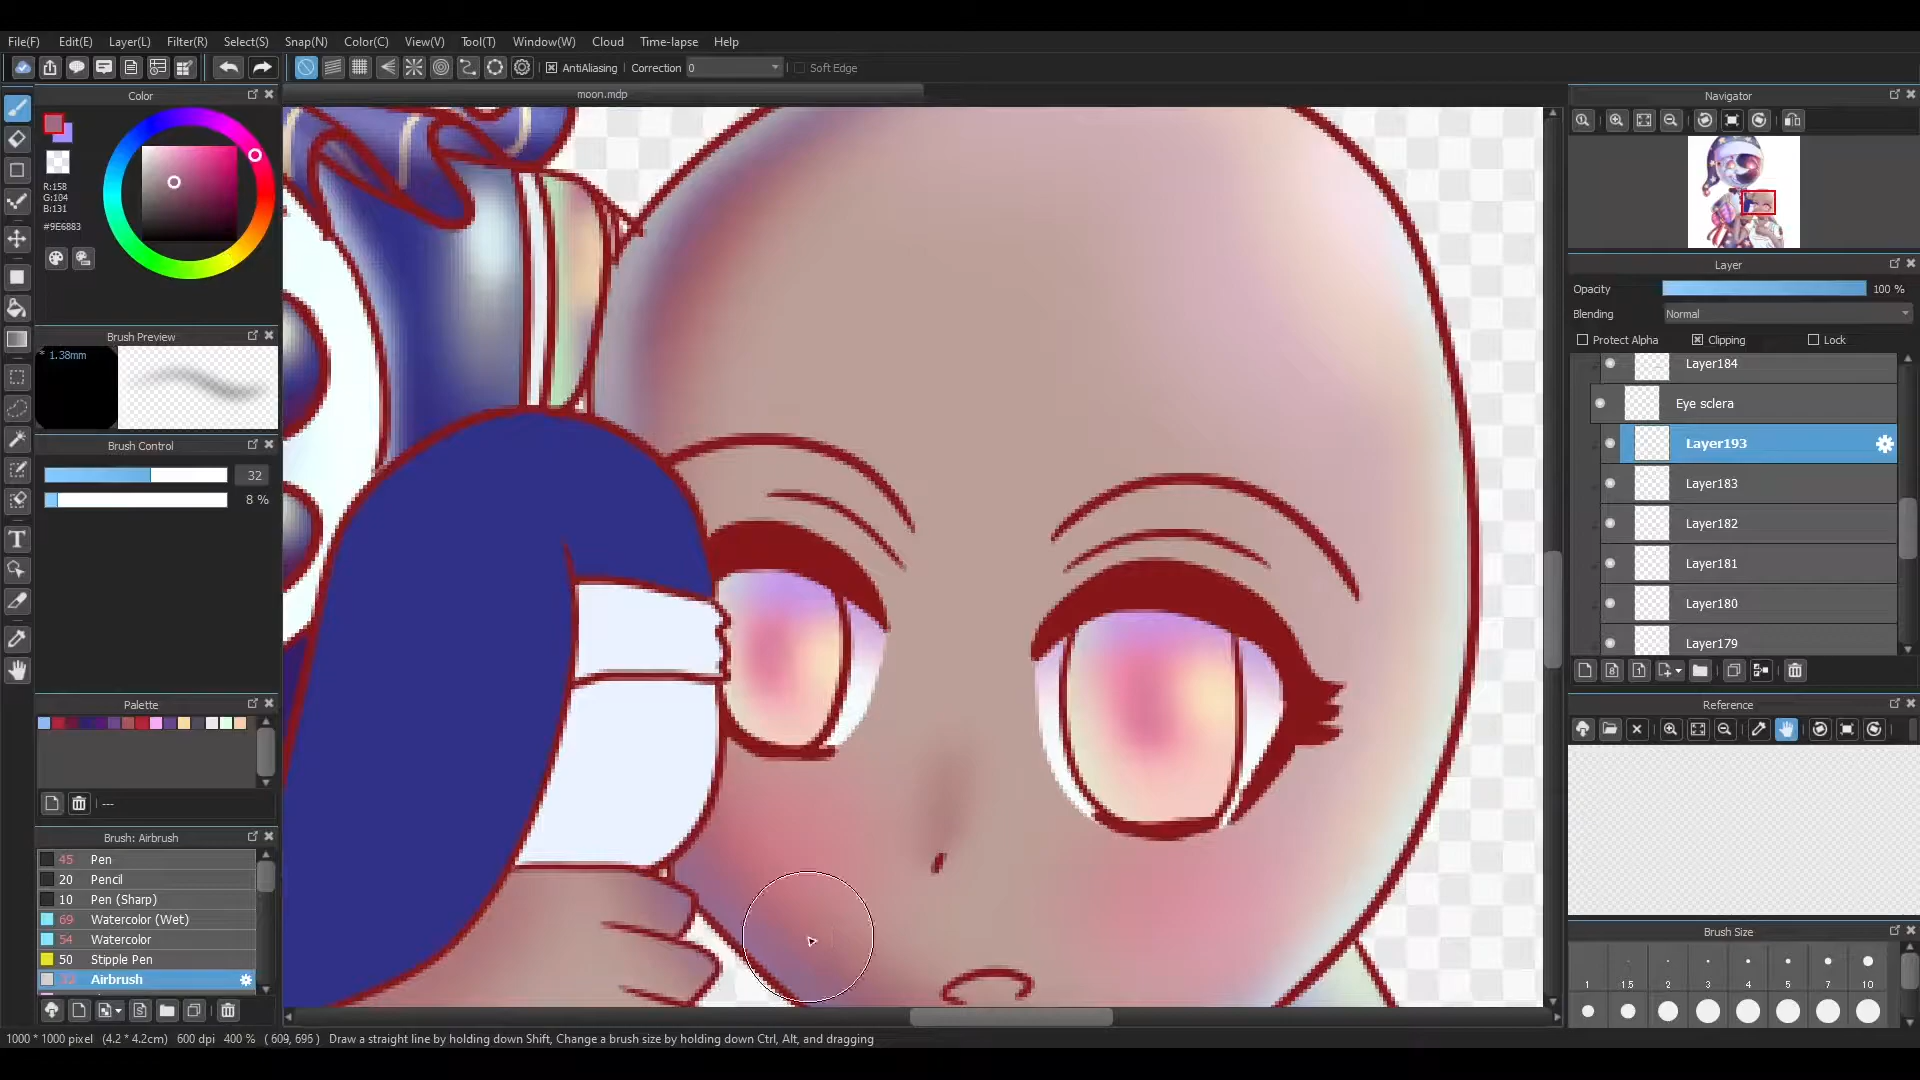 File(F) Edit(E) Layer(L) Filter(R) Select(S) Snap(N) Color(C) View(V) Tool(T) Window(W) Cloud Time-lapse Help
AntiAliasing Correction 0 Soft Edge
Color
moon.mdp
Navigator
R:158
G:104
B:131
#9E6883
Layer
Opacity 100 %
Blending Normal
Protect Alpha Clipping Lock
Brush Preview
* 1.38mm
Layer184
Eye sclera
Layer193
Layer183
Layer182
Layer181
Layer180
Layer179
Brush Control
32
8 %
Palette
---
Reference
Brush: Airbrush
45 Pen
20 Pencil
10 Pen (Sharp)
69 Watercolor (Wet)
54 Watercolor
50 Stipple Pen
32 Airbrush
Brush Size
1 1.5 2 3 4 5 7 10
1000 * 1000 pixel (4.2 * 4.2cm) 600 dpi 400 % ( 609, 695 ) Draw a straight line by holding down Shift, Change a brush size by holding down Ctrl, Alt, and dragging